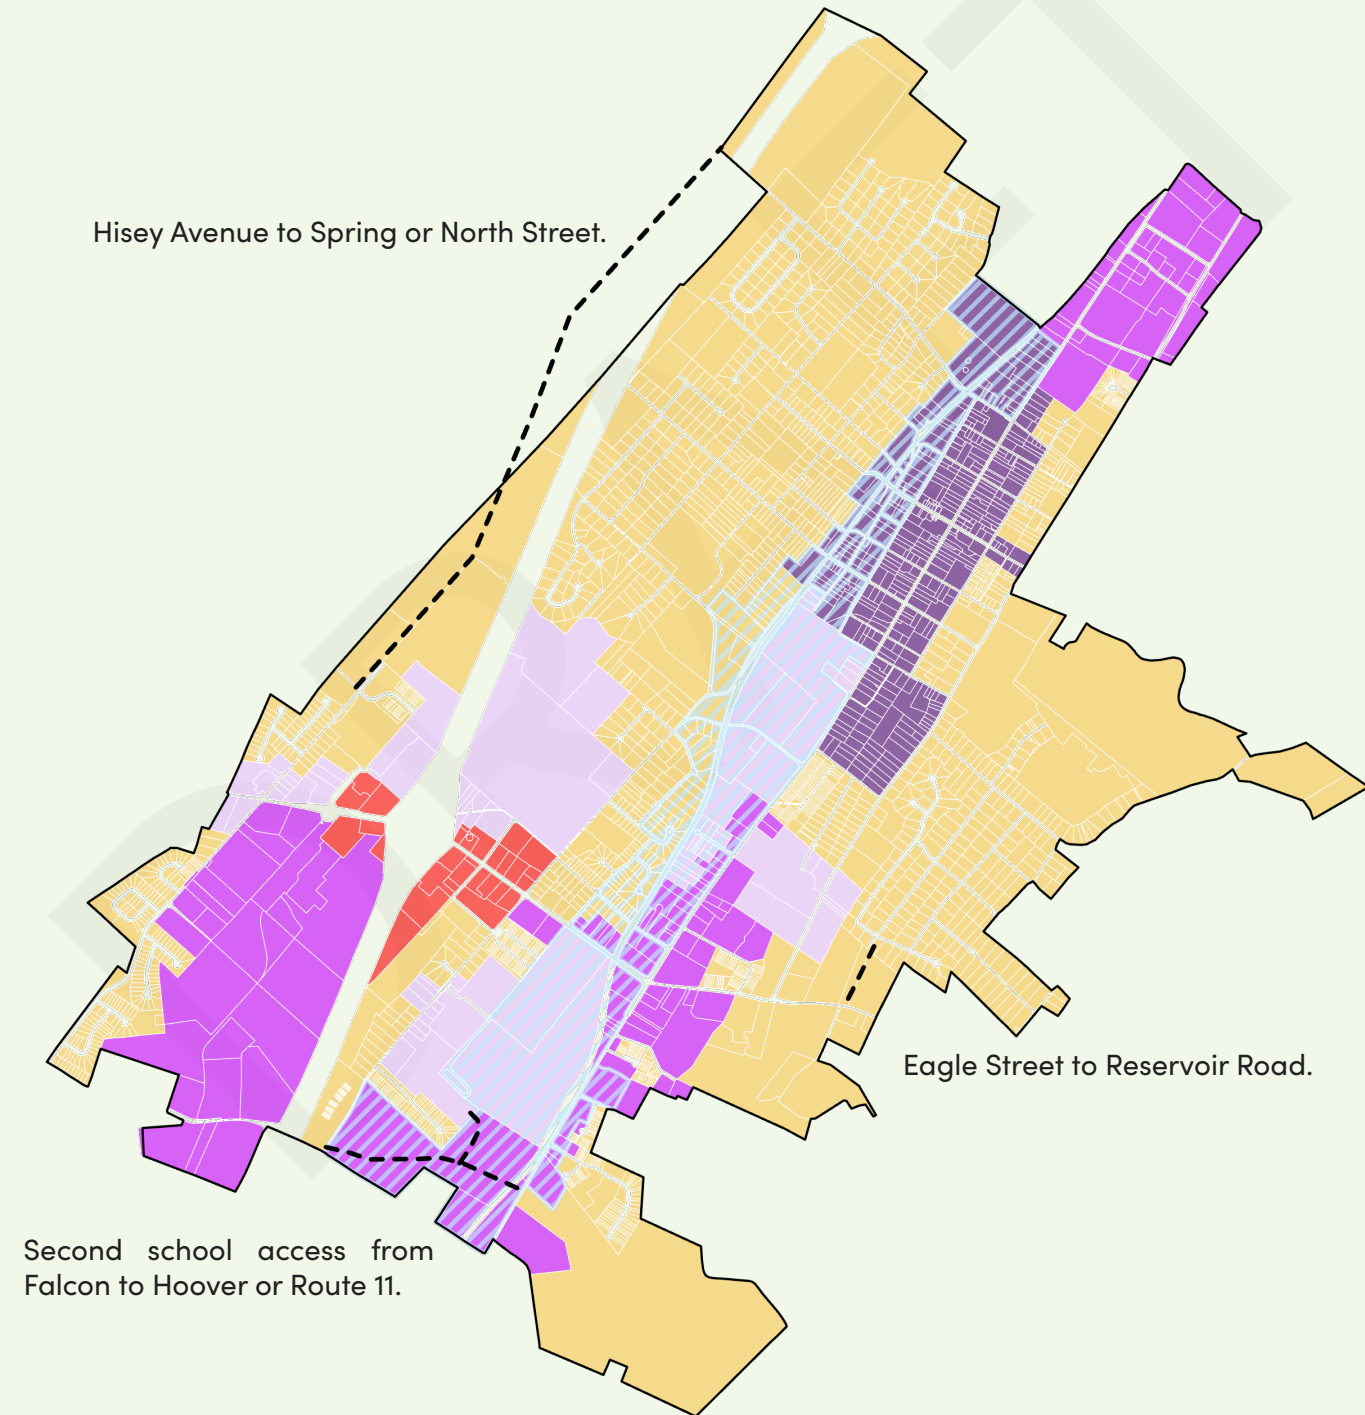 Hisey Avenue to Spring or North Street.
Eagle Street to Reservoir Road.
Second school access from
Falcon to Hoover or Route 11.